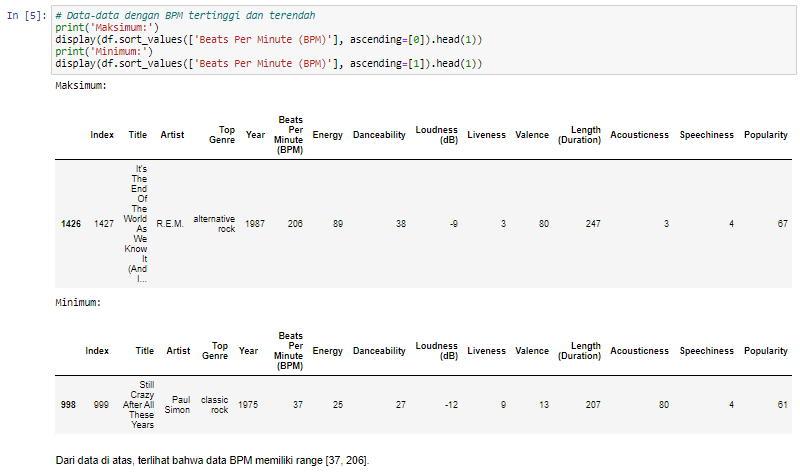 In [5]: # Data-data dengan BPM tertinggi dan terendah
print('Maksimum:')
display(df.sort_values(['Beats Per Minute (BPM)'], ascending=[0]).head(1))
print('Minimum:')
display(df.sort_values(['Beats Per Minute (BPM)'], ascending=[1]).head(1))
Maksimum:
Index Title Artist Top Genre Year Beats Per Minute (BPM) Energy Danceability Loudness (dB) Liveness Valence Length (Duration) Acousticness Speechiness Popularity
1426 1427 It's The End Of The World As We Know It (And I... R.E.M. alternative rock 1987 206 89 38 -9 3 80 247 3 4 67
Minimum:
Index Title Artist Top Genre Year Beats Per Minute (BPM) Energy Danceability Loudness (dB) Liveness Valence Length (Duration) Acousticness Speechiness Popularity
998 999 Still Crazy After All These Years Paul Simon classic rock 1975 37 25 27 -12 9 13 207 80 4 61
Dari data di atas, terlihat bahwa data BPM memiliki range [37, 206].